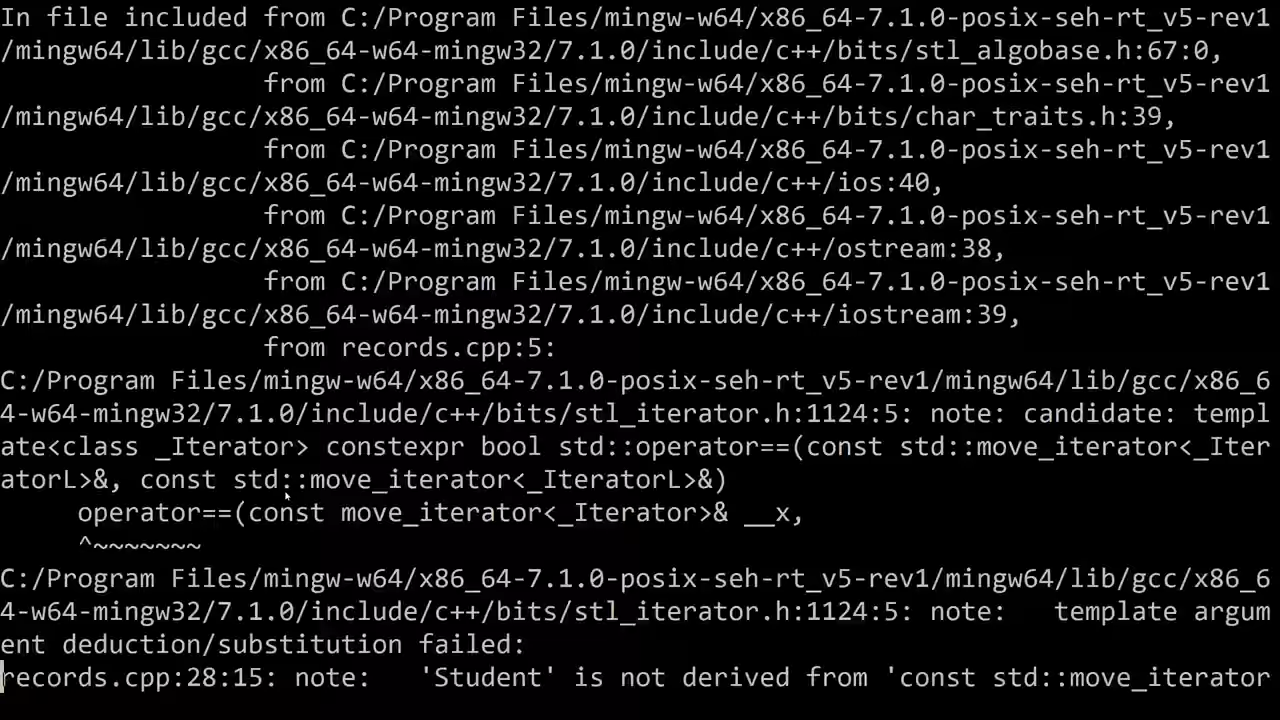 In file included from C:/Program Files/mingw-w64/x86_64-7.1.0-posix-seh-rt_v5-rev1
/mingw64/lib/gcc/x86_64-w64-mingw32/7.1.0/include/c++/bits/stl_algobase.h:67:0,
                 from C:/Program Files/mingw-w64/x86_64-7.1.0-posix-seh-rt_v5-rev1
/mingw64/lib/gcc/x86_64-w64-mingw32/7.1.0/include/c++/bits/char_traits.h:39,
                 from C:/Program Files/mingw-w64/x86_64-7.1.0-posix-seh-rt_v5-rev1
/mingw64/lib/gcc/x86_64-w64-mingw32/7.1.0/include/c++/ios:40,
                 from C:/Program Files/mingw-w64/x86_64-7.1.0-posix-seh-rt_v5-rev1
/mingw64/lib/gcc/x86_64-w64-mingw32/7.1.0/include/c++/ostream:38,
                 from C:/Program Files/mingw-w64/x86_64-7.1.0-posix-seh-rt_v5-rev1
/mingw64/lib/gcc/x86_64-w64-mingw32/7.1.0/include/c++/iostream:39,
                 from records.cpp:5:
C:/Program Files/mingw-w64/x86_64-7.1.0-posix-seh-rt_v5-rev1/mingw64/lib/gcc/x86_6
4-w64-mingw32/7.1.0/include/c++/bits/stl_iterator.h:1124:5: note: candidate: templ
ate<class _Iterator> constexpr bool std::operator==(const std::move_iterator<_Iter
atorL>&, const std::move_iterator<_IteratorL>&)
     operator==(const move_iterator<_Iterator>& __x,
     ^~~~~~~~
C:/Program Files/mingw-w64/x86_64-7.1.0-posix-seh-rt_v5-rev1/mingw64/lib/gcc/x86_6
4-w64-mingw32/7.1.0/include/c++/bits/stl_iterator.h:1124:5: note:   template argum
ent deduction/substitution failed:
records.cpp:28:15: note:   'Student' is not derived from 'const std::move_iterator